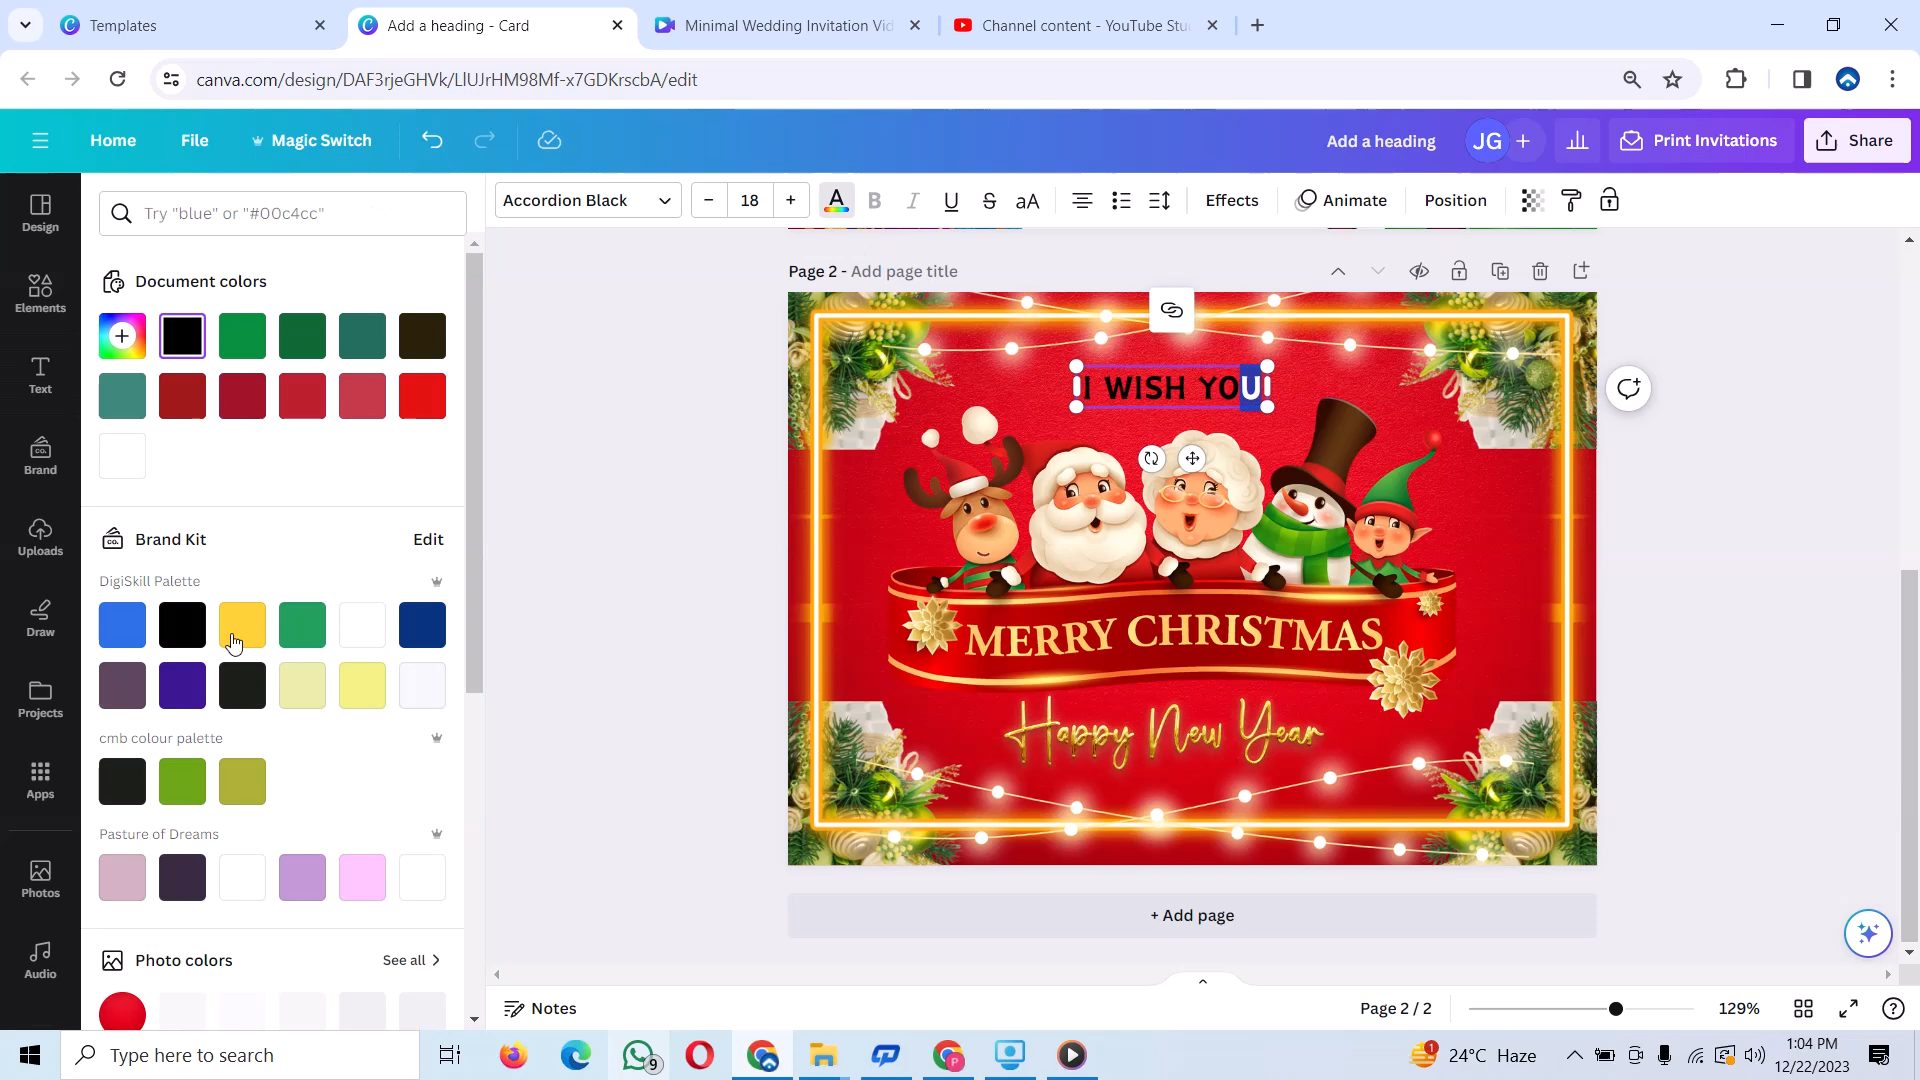 Templates
Add a heading - Card
Minimal Wedding Invitation Vid
Channel content - YouTube Stu
canva.com/design/DAF3rjeGHVk/LlUJrHM98Mf-x7GDKrscbA/edit
Home
File
Magic Switch
Add a heading
JG
Print Invitations
Share
Design
Elements
Text
Brand
Uploads
Draw
Projects
Apps
Photos
Audio
Try "blue" or "#00c4cc"
Document colors
Brand Kit
Edit
DigiSkill Palette
cmb colour palette
Pasture of Dreams
Photo colors
See all
Accordion Black
18
A
B
I
U
S
aA
Effects
Animate
Position
Page 2 - Add page title
I WISH YOU
MERRY CHRISTMAS
Happy New Year
+ Add page
Notes
Page 2 / 2
129%
Type here to search
9
24°C Haze
1:04 PM
12/22/2023